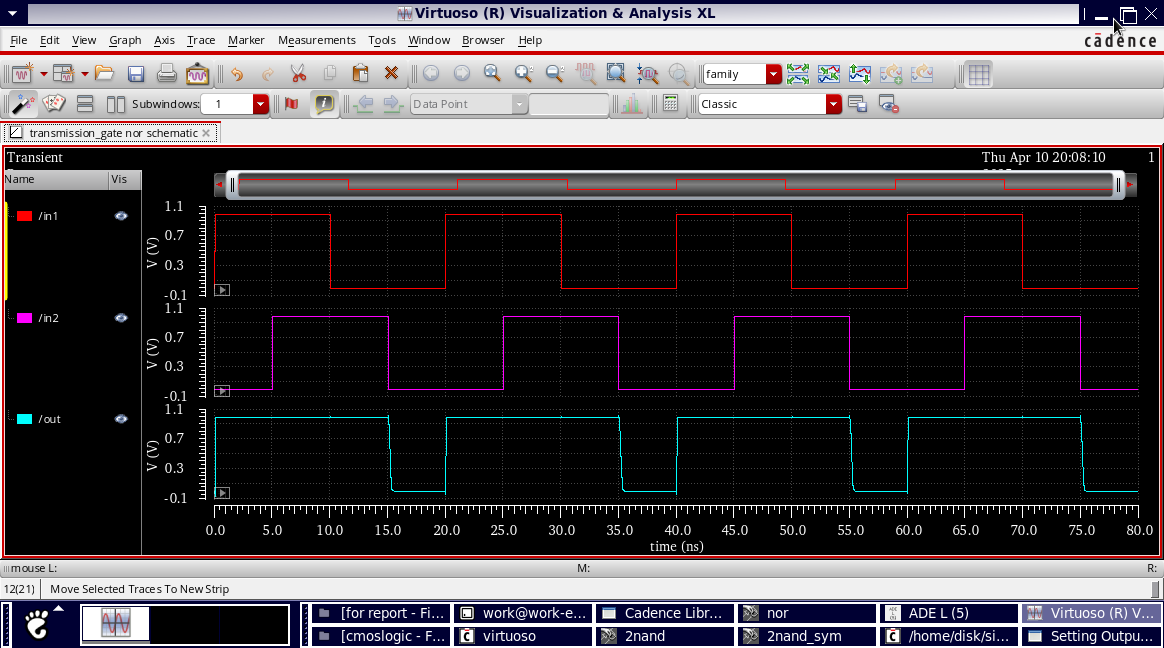 Virtuoso (R) Visualization & Analysis XL
File Edit View Graph Axis Trace Marker Measurements Tools Window Browser Help
cādence
family
Subwindows: 1 Data Point Classic
transmission_gate nor schematic
Transient Thu Apr 10 20:08:10 1
Name Vis
/in1
1.1
0.7
0.3
-0.1
V (V)
/in2
1.1
0.7
0.3
-0.1
V (V)
/out
1.1
0.7
0.3
-0.1
V (V)
0.0 5.0 10.0 15.0 20.0 25.0 30.0 35.0 40.0 45.0 50.0 55.0 60.0 65.0 70.0 75.0 80.0
time (ns)
mouse L: M: R:
12(21) Move Selected Traces To New Strip
[for report - Fi... work@work-e... Cadence Libr... nor ADE L (5) Virtuoso (R) V...
[cmoslogic - F... virtuoso 2nand 2nand_sym /home/disk/si... Setting Outpu...